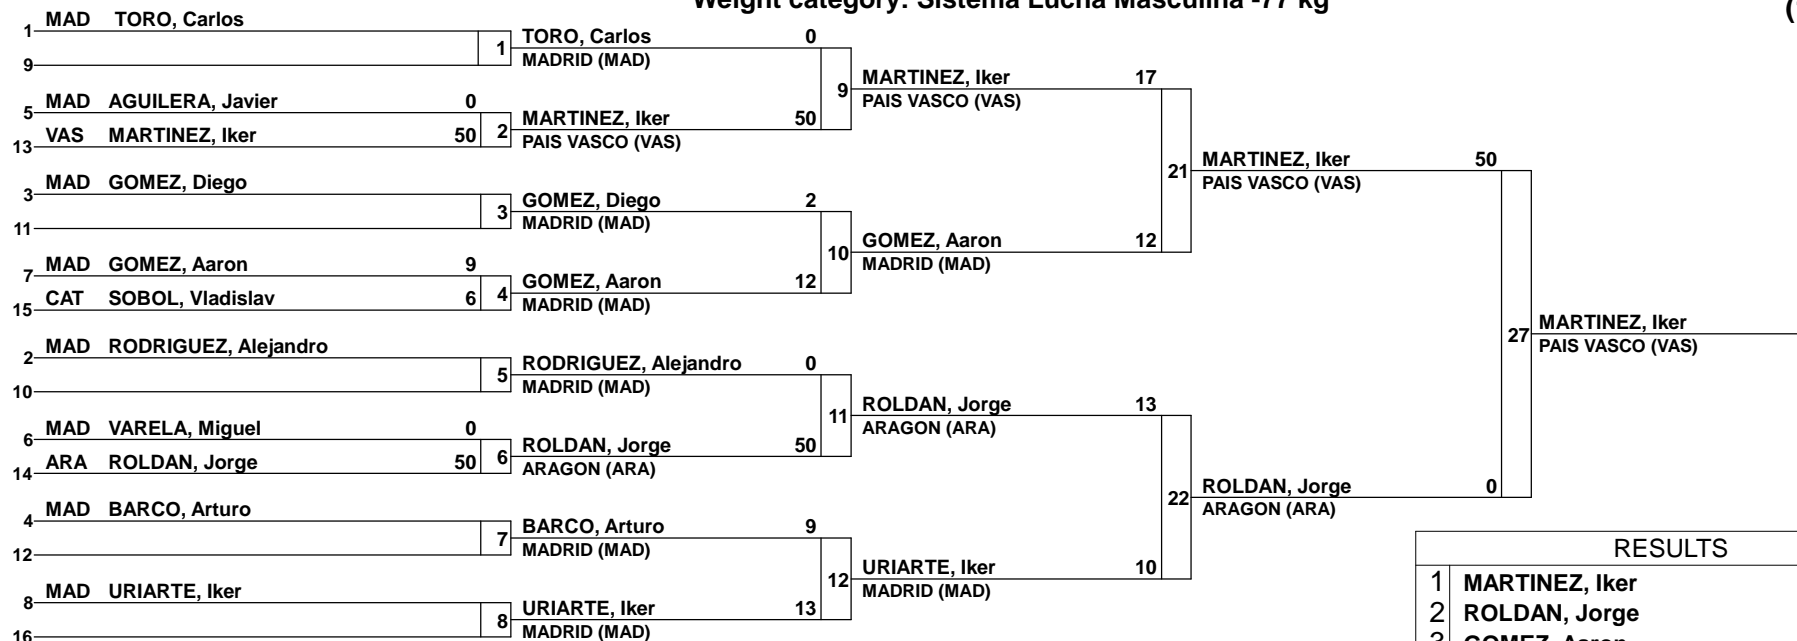 Weight category: Sistema Lucha Masculina -77 kg
(
1 MAD TORO, Carlos
9
1
TORO, Carlos 0
MADRID (MAD)
5 MAD AGUILERA, Javier 0
13 VAS MARTINEZ, Iker 50
2
MARTINEZ, Iker 50
PAIS VASCO (VAS)
9
MARTINEZ, Iker 17
PAIS VASCO (VAS)
3 MAD GOMEZ, Diego
11
3
GOMEZ, Diego 2
MADRID (MAD)
7 MAD GOMEZ, Aaron 9
15 CAT SOBOL, Vladislav 6
4
GOMEZ, Aaron 12
MADRID (MAD)
10
GOMEZ, Aaron 12
MADRID (MAD)
21
MARTINEZ, Iker 50
PAIS VASCO (VAS)
2 MAD RODRIGUEZ, Alejandro
10
5
RODRIGUEZ, Alejandro 0
MADRID (MAD)
6 MAD VARELA, Miguel 0
14 ARA ROLDAN, Jorge 50
6
ROLDAN, Jorge 50
ARAGON (ARA)
11
ROLDAN, Jorge 13
ARAGON (ARA)
4 MAD BARCO, Arturo
12
7
BARCO, Arturo 9
MADRID (MAD)
8 MAD URIARTE, Iker
16
8
URIARTE, Iker 13
MADRID (MAD)
12
URIARTE, Iker 10
MADRID (MAD)
22
ROLDAN, Jorge 0
ARAGON (ARA)
27
MARTINEZ, Iker
PAIS VASCO (VAS)
RESULTS
1 MARTINEZ, Iker
2 ROLDAN, Jorge
3 GOMEZ, Aaron